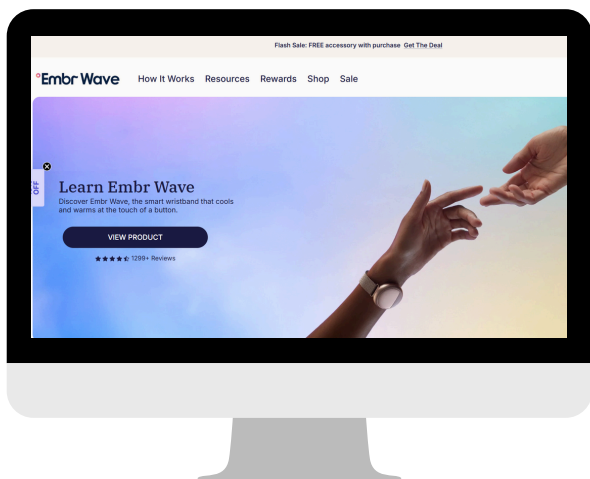 Flash Sale: FREE accessory with purchase Get The Deal
Embr Wave
How It Works Resources Rewards Shop Sale
OFF
Learn Embr Wave
Discover Embr Wave, the smart wristband that cools
and warms at the touch of a button.
VIEW PRODUCT
1299+ Reviews